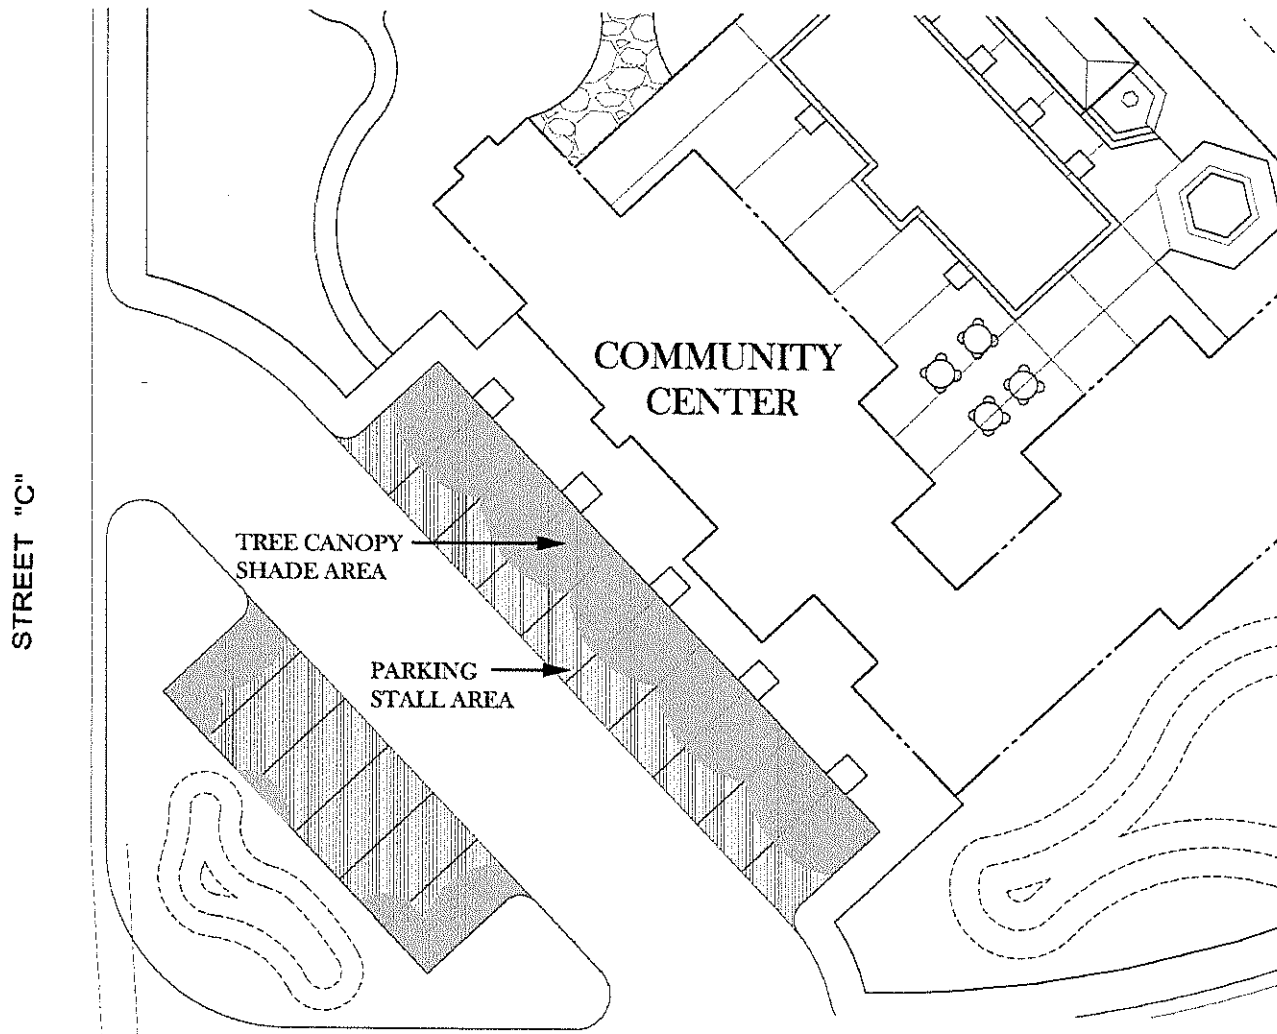 COMMUNITY
CENTER
STREET "C"
TREE CANOPY
SHADE AREA
PARKING
STALL AREA